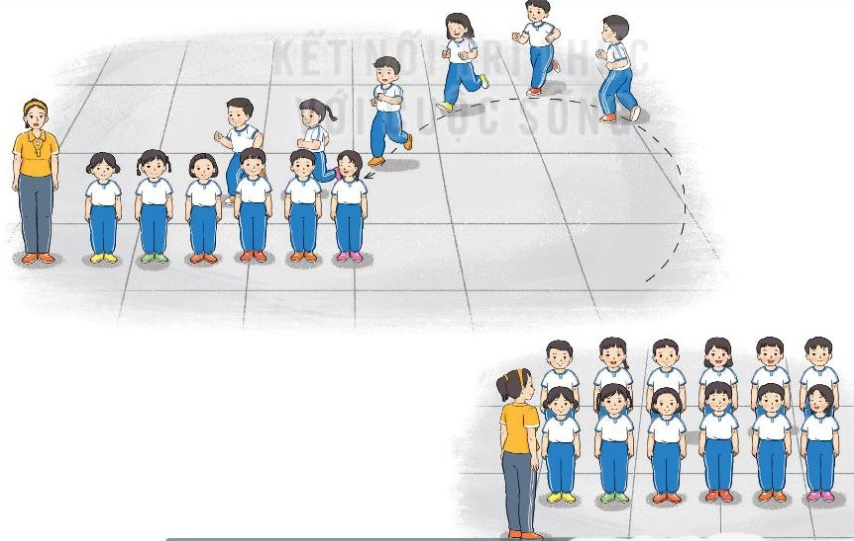 KẾT NỐI TRI THỨC
VỚI CUỘC SỐNG